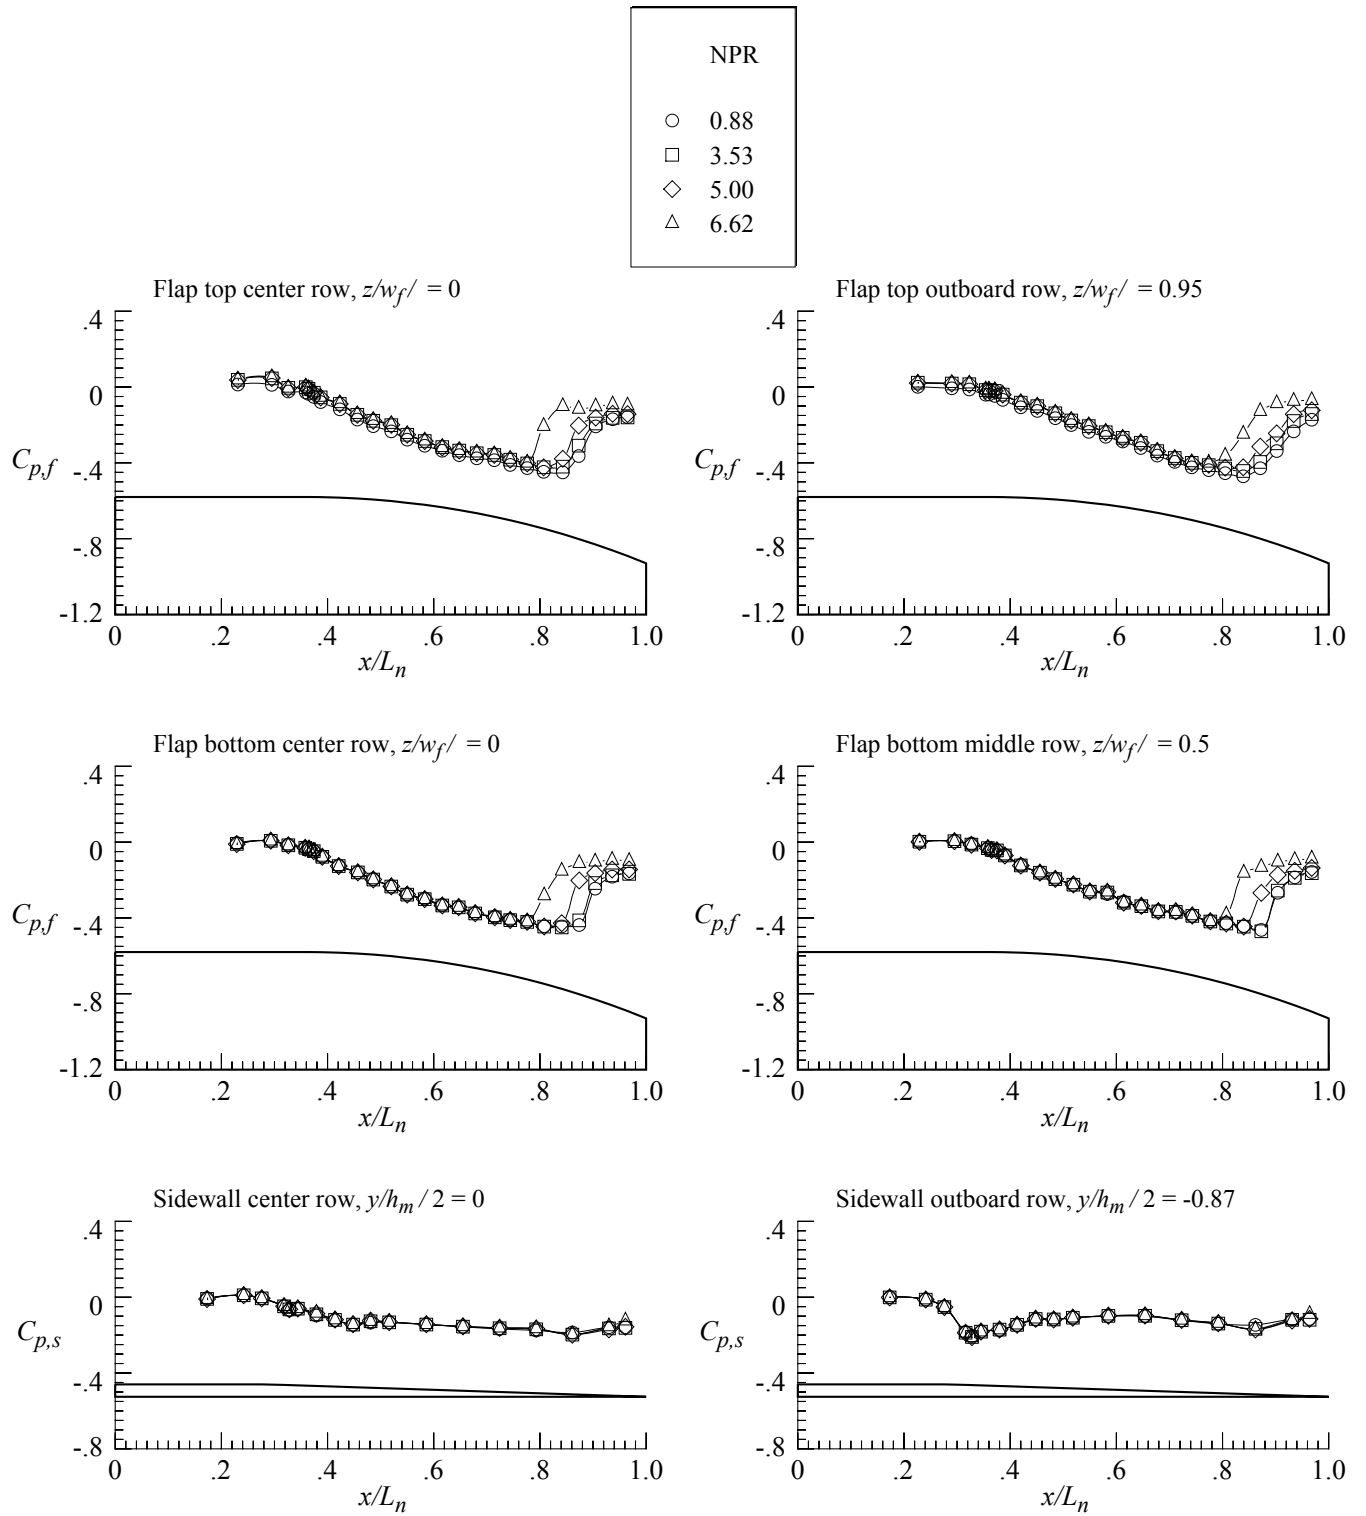 NPR
0.88
3.53
5.00
6.62
Flap top center row, z/w_f/ = 0
.4
0
-.4
-.8
-1.2
C_p,f
0 .2 .4 .6 .8 1.0
x/L_n
Flap top outboard row, z/w_f/ = 0.95
.4
0
-.4
-.8
-1.2
C_p,f
0 .2 .4 .6 .8 1.0
x/L_n
Flap bottom center row, z/w_f/ = 0
.4
0
-.4
-.8
-1.2
C_p,f
0 .2 .4 .6 .8 1.0
x/L_n
Flap bottom middle row, z/w_f/ = 0.5
.4
0
-.4
-.8
-1.2
C_p,f
0 .2 .4 .6 .8 1.0
x/L_n
Sidewall center row, y/h_m / 2 = 0
.4
0
-.4
-.8
C_p,s
0 .2 .4 .6 .8 1.0
x/L_n
Sidewall outboard row, y/h_m / 2 = -0.87
.4
0
-.4
-.8
C_p,s
0 .2 .4 .6 .8 1.0
x/L_n